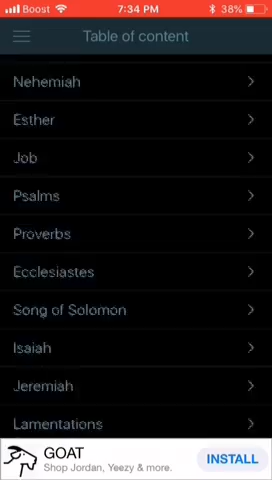 Boost 7:34 PM 38%
Table of content
Nehemiah
Esther
Job
Psalms
Proverbs
Ecclesiastes
Song of Solomon
Isaiah
Jeremiah
Lamentations
GOAT
Shop Jordan, Yeezy & more.
INSTALL